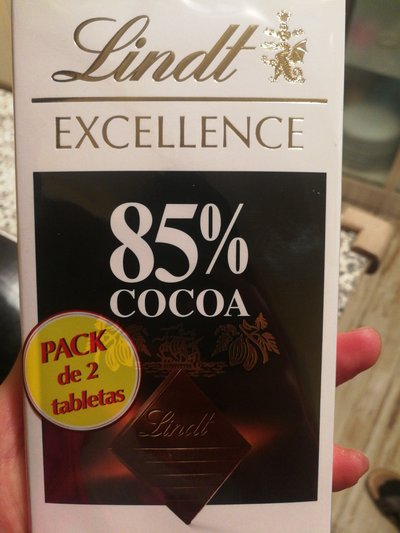 Lindt
EXCELLENCE
85%
COCOA
PACK
de 2
tabletas
Lindt